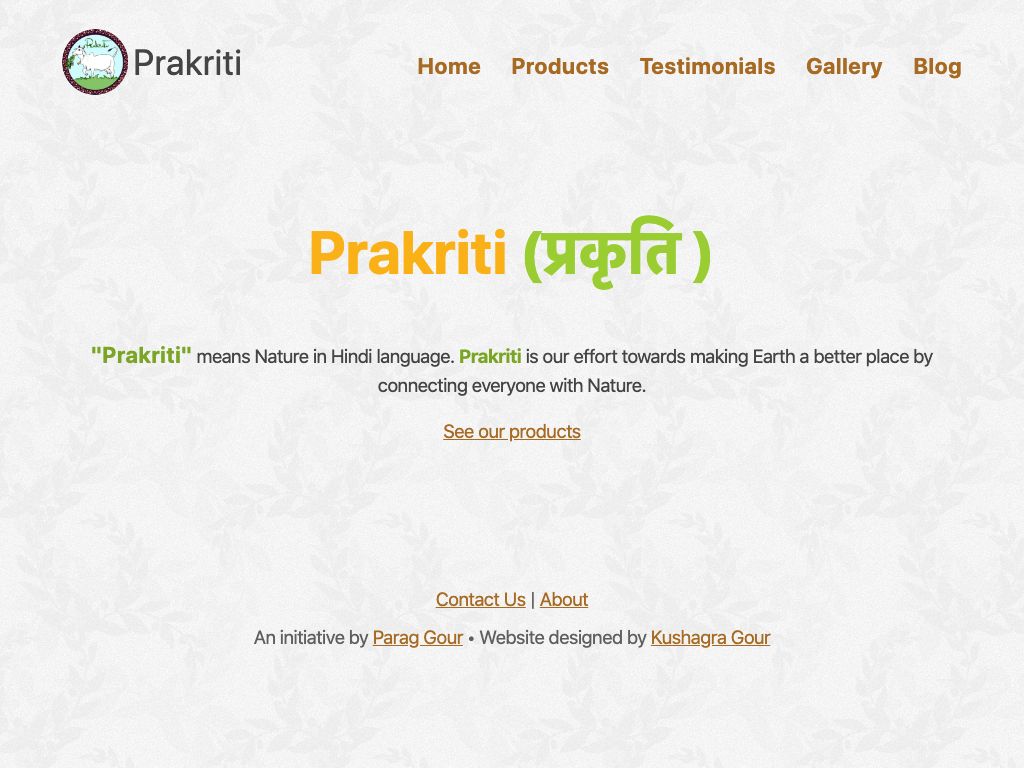 Prakriti
Home Products Testimonials Gallery Blog
Prakriti (प्रकृति )
"Prakriti" means Nature in Hindi language. Prakriti is our effort towards making Earth a better place by
connecting everyone with Nature.
See our products
Contact Us | About
An initiative by Parag Gour • Website designed by Kushagra Gour